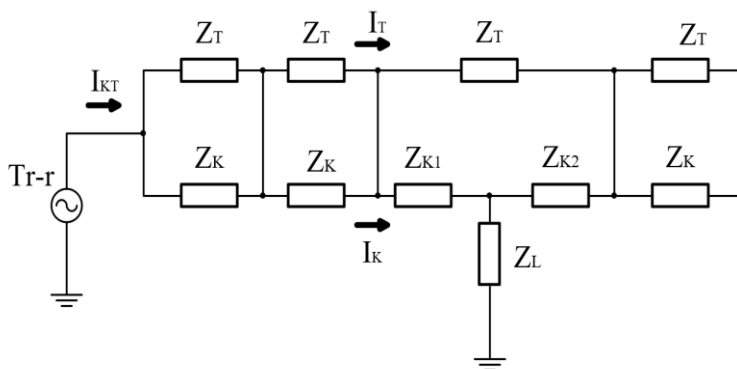 Z_T Z_T I_T Z_T Z_T
I_KT
Z_K Z_K Z_K1 Z_K2 Z_K
Tr-r
I_K Z_L